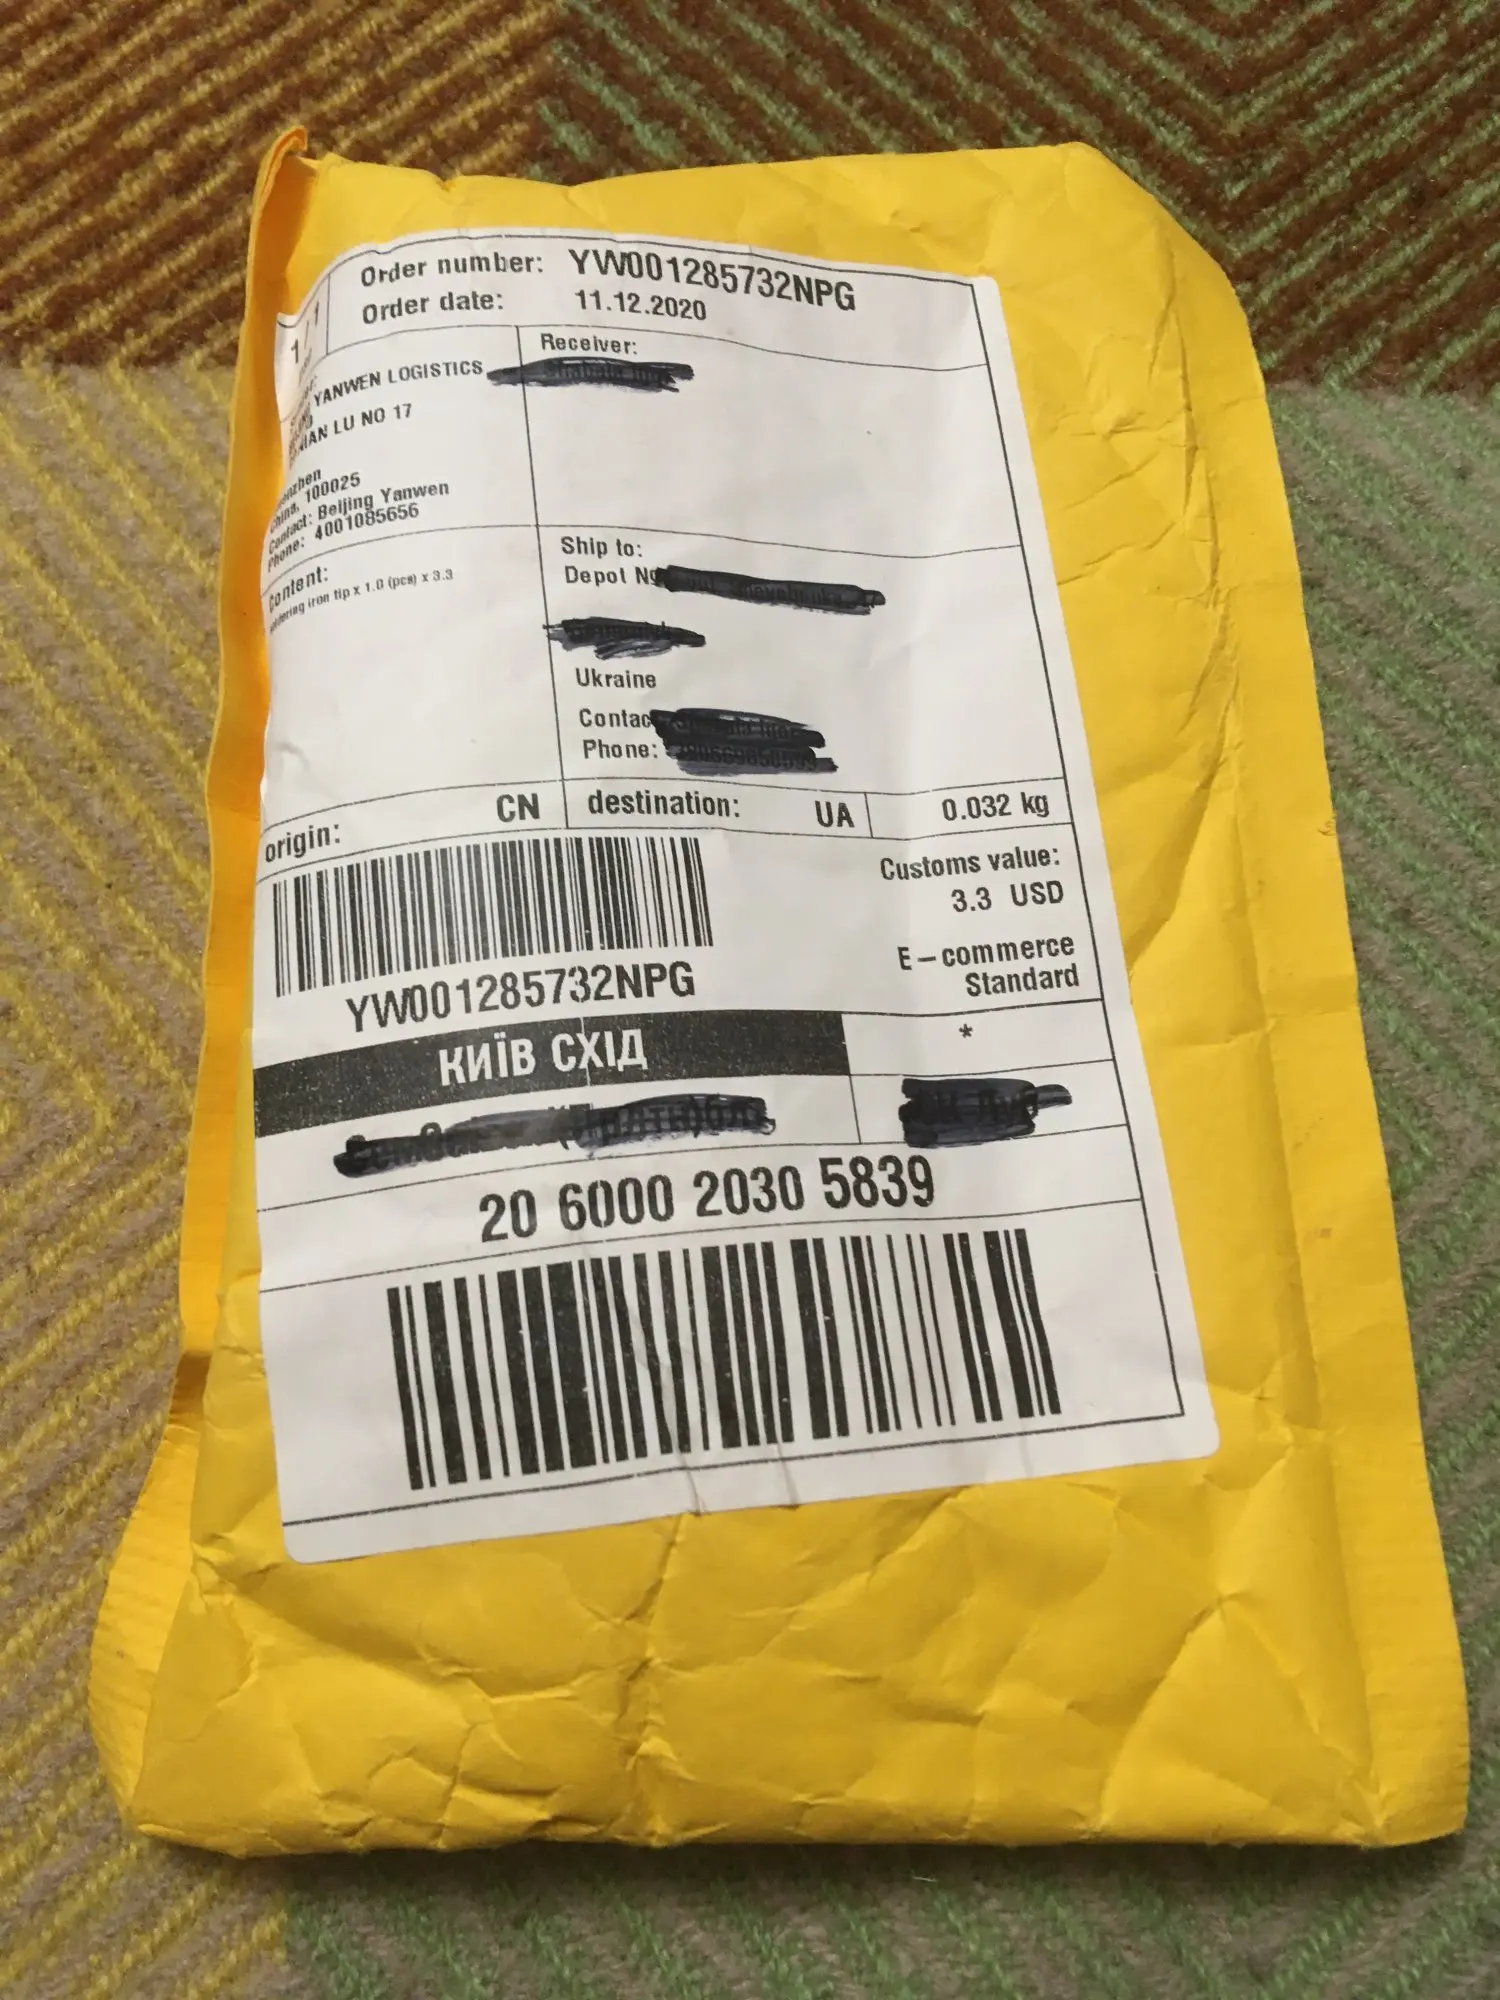 Order number: YW001285732NPG
Order date: 11.12.2020
YANWEN LOGISTICS
LU NO 17
China, 100025
Contact: Beijing Yanwen
Phone: 4001085656
Content:
iron tip x 1.0 (pcs) x 3.3
Receiver:
Ship to:
Depot
Ukraine
Phone:
origin: CN
destination: UA
0.032 kg
YW001285732NPG
Customs value:
3.3 USD
E-commerce
Standard
КИЇВ СХІД
*
20 6000 2030 5839